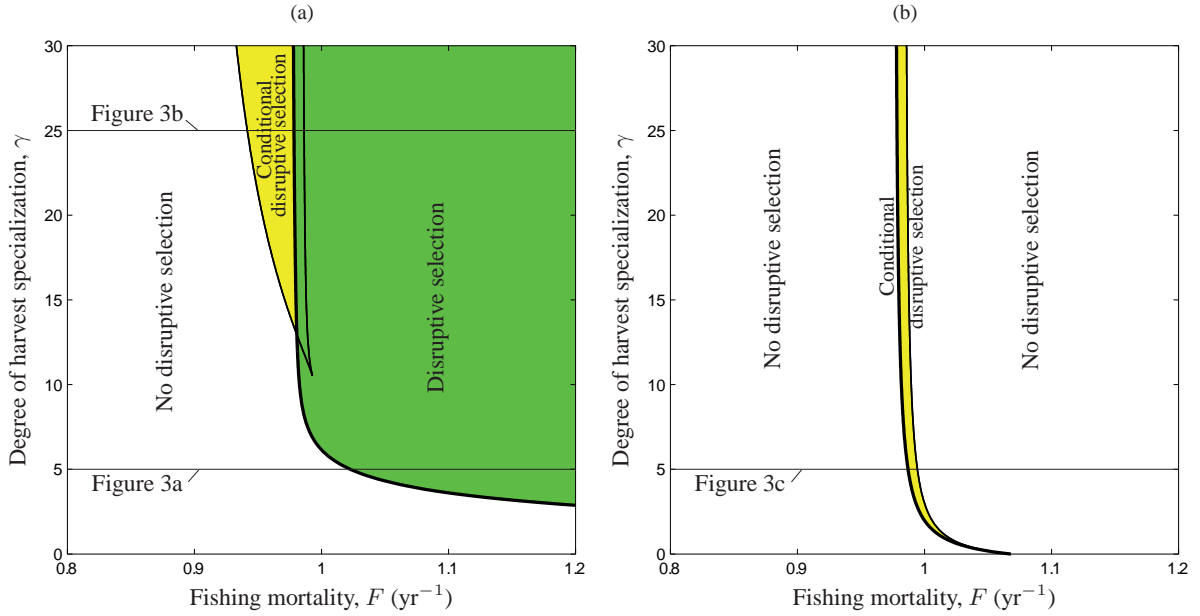 (a)
30
25
20
15
10
5
0
Degree of harvest specialization, γ
Figure 3b
Figure 3a
No disruptive selection
Conditional
disruptive selection
Disruptive selection
0.8
0.9
1
1.1
1.2
Fishing mortality, F (yr⁻¹)
(b)
30
25
20
15
10
5
0
Degree of harvest specialization, γ
No disruptive selection
Conditional
disruptive selection
No disruptive selection
Figure 3c
0.8
0.9
1
1.1
1.2
Fishing mortality, F (yr⁻¹)